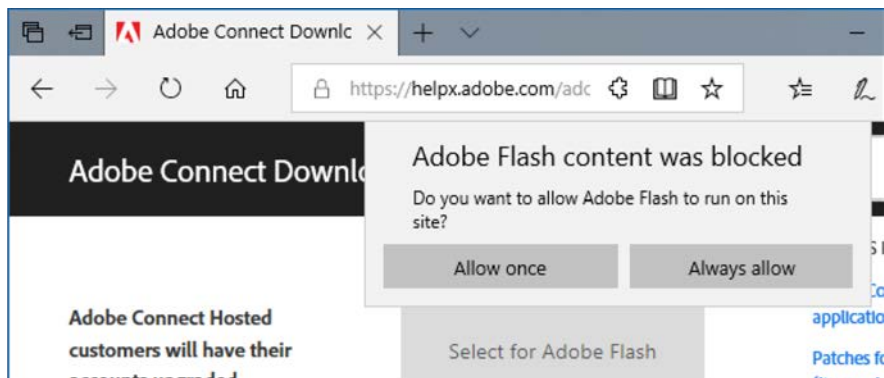 Adobe Connect Downlc
https://helpx.adobe.com/adc
Adobe Connect Downlo
Adobe Flash content was blocked
Do you want to allow Adobe Flash to run on this
site?
Allow once
Always allow
Adobe Connect Hosted
customers will have their
Select for Adobe Flash
applicatio
Patches fo